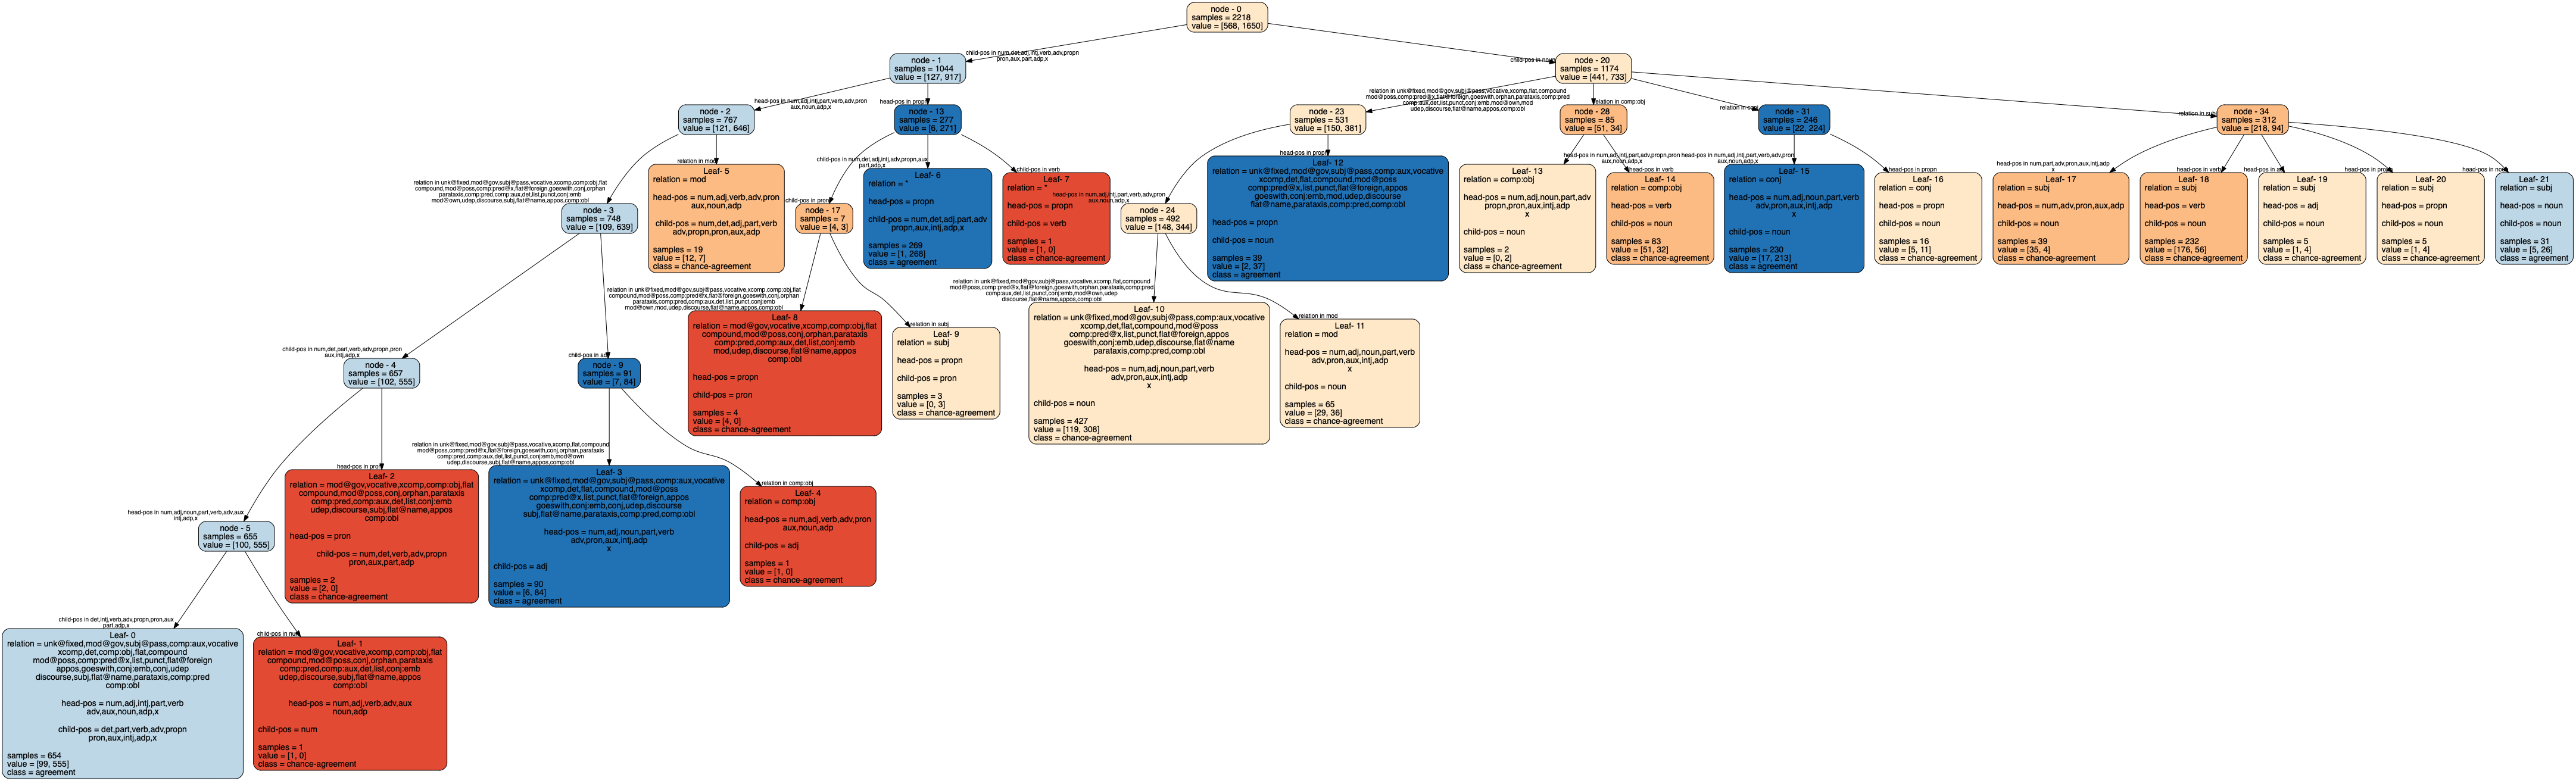 node - 0
samples = 2218
value = [568, 1650]
child-pos in num,det,adj,intj,verb,adv,propn
pron,aux,part,adp,x
node - 1
samples = 1044
value = [127, 917]
child-pos in noun
node - 20
samples = 1174
value = [441, 733]
head-pos in num,adj,intj,part,verb,adv,pron
aux,noun,adp,x
node - 2
samples = 767
value = [121, 646]
head-pos in propn
node - 13
samples = 277
value = [6, 271]
relation in unk@fixed,mod@gov,subj@pass,vocative,xcomp,flat,compound
mod@poss,comp:pred@x,flat@foreign,goeswith,orphan,parataxis,comp:pred
comp:aux,det,list,punct,conj:emb,mod@own,mod
udep,discourse,flat@name,appos,comp:obl
node - 23
samples = 531
value = [150, 381]
relation in comp:obj
node - 28
samples = 85
value = [51, 34]
relation in conj
node - 31
samples = 246
value = [22, 224]
relation in subj
node - 34
samples = 312
value = [218, 94]
relation in unk@fixed,mod@gov,subj@pass,vocative,xcomp,comp:obj,flat
compound,mod@poss,comp:pred@x,flat@foreign,goeswith,conj,orphan
parataxis,comp:pred,comp:aux,det,list,punct,conj:emb
mod@own,udep,discourse,subj,flat@name,appos,comp:obl
node - 3
samples = 748
value = [109, 639]
relation in mod
Leaf- 5
relation = mod
head-pos = num,adj,verb,adv,pron
aux,noun,adp
child-pos = num,det,adj,part,verb
adv,propn,pron,aux,adp
samples = 19
value = [12, 7]
class = chance-agreement
child-pos in pron
node - 17
samples = 7
value = [4, 3]
child-pos in num,det,adj,intj,adv,propn,aux
part,adp,x
Leaf- 6
relation = *
head-pos = propn
child-pos = num,det,adj,part,adv
propn,aux,intj,adp,x
samples = 269
value = [1, 268]
class = agreement
child-pos in verb
Leaf- 7
relation = *
head-pos = propn
child-pos = verb
samples = 1
value = [1, 0]
class = chance-agreement
head-pos in num,adj,intj,part,verb,adv,pron
aux,noun,adp,x
node - 24
samples = 492
value = [148, 344]
head-pos in propn
Leaf- 12
relation = unk@fixed,mod@gov,subj@pass,comp:aux,vocative
xcomp,det,flat,compound,mod@poss
comp:pred@x,list,punct,flat@foreign,appos
goeswith,conj:emb,mod,udep,discourse
flat@name,parataxis,comp:pred,comp:obl
head-pos = propn
child-pos = noun
samples = 39
value = [2, 37]
class = agreement
head-pos in num,adj,intj,part,adv,propn,pron
aux,noun,adp,x
Leaf- 13
relation = comp:obj
head-pos = num,adj,noun,part,adv
propn,pron,aux,intj,adp
x
child-pos = noun
samples = 2
value = [0, 2]
class = chance-agreement
head-pos in verb
Leaf- 14
relation = comp:obj
head-pos = verb
child-pos = noun
samples = 83
value = [51, 32]
class = chance-agreement
head-pos in num,adj,intj,part,verb,adv,pron
aux,noun,adp,x
Leaf- 15
relation = conj
head-pos = num,adj,noun,part,verb
adv,pron,aux,intj,adp
x
child-pos = noun
samples = 230
value = [17, 213]
class = agreement
head-pos in propn
Leaf- 16
relation = conj
head-pos = propn
child-pos = noun
samples = 16
value = [5, 11]
class = chance-agreement
head-pos in num,part,adv,pron,aux,intj,adp
x
Leaf- 17
relation = subj
head-pos = num,adv,pron,aux,adp
child-pos = noun
samples = 39
value = [35, 4]
class = chance-agreement
head-pos in verb
Leaf- 18
relation = subj
head-pos = verb
child-pos = noun
samples = 232
value = [176, 56]
class = chance-agreement
head-pos in adj
Leaf- 19
relation = subj
head-pos = adj
child-pos = noun
samples = 5
value = [1, 4]
class = chance-agreement
head-pos in propn
Leaf- 20
relation = subj
head-pos = propn
child-pos = noun
samples = 5
value = [1, 4]
class = chance-agreement
head-pos in noun
Leaf- 21
relation = subj
head-pos = noun
child-pos = noun
samples = 31
value = [5, 26]
class = agreement
child-pos in num,det,part,verb,adv,propn,pron
aux,intj,adp,x
node - 4
samples = 657
value = [102, 555]
child-pos in adj
node - 9
samples = 91
value = [7, 84]
relation in unk@fixed,mod@gov,subj@pass,vocative,xcomp,comp:obj,flat
compound,mod@poss,comp:pred@x,flat@foreign,goeswith,conj,orphan
parataxis,comp:pred,comp:aux,det,list,punct,conj:emb
mod@own,mod,udep,discourse,flat@name,appos,comp:obl
Leaf- 8
relation = mod@gov,vocative,xcomp,comp:obj,flat
compound,mod@poss,conj,orphan,parataxis
comp:pred,comp:aux,det,list,conj:emb
mod,udep,discourse,flat@name,appos
comp:obl
head-pos = propn
child-pos = pron
samples = 4
value = [4, 0]
class = chance-agreement
relation in subj
Leaf- 9
relation = subj
head-pos = propn
child-pos = pron
samples = 3
value = [0, 3]
class = chance-agreement
relation in unk@fixed,mod@gov,subj@pass,vocative,xcomp,flat,compound
mod@poss,comp:pred@x,flat@foreign,goeswith,orphan,parataxis,comp:pred
comp:aux,det,list,punct,conj:emb,mod@own,udep
discourse,flat@name,appos,comp:obl
Leaf- 10
relation = unk@fixed,mod@gov,subj@pass,comp:aux,vocative
xcomp,det,flat,compound,mod@poss
comp:pred@x,list,punct,flat@foreign,appos
goeswith,conj:emb,udep,discourse,flat@name
parataxis,comp:pred,comp:obl
head-pos = num,adj,noun,part,verb
adv,pron,aux,intj,adp
x
child-pos = noun
samples = 427
value = [119, 308]
class = chance-agreement
relation in mod
Leaf- 11
relation = mod
head-pos = num,adj,noun,part,verb
adv,pron,aux,intj,adp
x
child-pos = noun
samples = 65
value = [29, 36]
class = chance-agreement
head-pos in num,adj,noun,part,verb,adv,aux
intj,adp,x
node - 5
samples = 655
value = [100, 555]
head-pos in pron
Leaf- 2
relation = mod@gov,vocative,xcomp,comp:obj,flat
compound,mod@poss,conj,orphan,parataxis
comp:pred,comp:aux,det,list,conj:emb
udep,discourse,subj,flat@name,appos
comp:obl
head-pos = pron
child-pos = num,det,verb,adv,propn
pron,aux,part,adp
samples = 2
value = [2, 0]
class = chance-agreement
relation in unk@fixed,mod@gov,subj@pass,vocative,xcomp,flat,compound
mod@poss,comp:pred@x,flat@foreign,goeswith,conj,orphan,parataxis
comp:pred,comp:aux,det,list,punct,conj:emb,mod@own
udep,discourse,subj,flat@name,appos,comp:obl
Leaf- 3
relation = unk@fixed,mod@gov,subj@pass,comp:aux,vocative
xcomp,det,flat,compound,mod@poss
comp:pred@x,list,punct,flat@foreign,appos
goeswith,conj:emb,conj,udep,discourse
subj,flat@name,parataxis,comp:pred,comp:obl
head-pos = num,adj,noun,part,verb
adv,pron,aux,intj,adp
x
child-pos = adj
samples = 90
value = [6, 84]
class = agreement
relation in comp:obj
Leaf- 4
relation = comp:obj
head-pos = num,adj,verb,adv,pron
aux,noun,adp
child-pos = adj
samples = 1
value = [1, 0]
class = chance-agreement
child-pos in det,intj,verb,adv,propn,pron,aux
part,adp,x
Leaf- 0
relation = unk@fixed,mod@gov,subj@pass,comp:aux,vocative
xcomp,det,comp:obj,flat,compound
mod@poss,comp:pred@x,list,punct,flat@foreign
appos,goeswith,conj:emb,conj,udep
discourse,subj,flat@name,parataxis,comp:pred
comp:obl
head-pos = num,adj,intj,part,verb
adv,aux,noun,adp,x
child-pos = det,part,verb,adv,propn
pron,aux,intj,adp,x
samples = 654
value = [99, 555]
class = agreement
child-pos in num
Leaf- 1
relation = mod@gov,vocative,xcomp,comp:obj,flat
compound,mod@poss,conj,orphan,parataxis
comp:pred,comp:aux,det,list,conj:emb
udep,discourse,subj,flat@name,appos
comp:obl
head-pos = num,adj,verb,adv,aux
noun,adp
child-pos = num
samples = 1
value = [1, 0]
class = chance-agreement